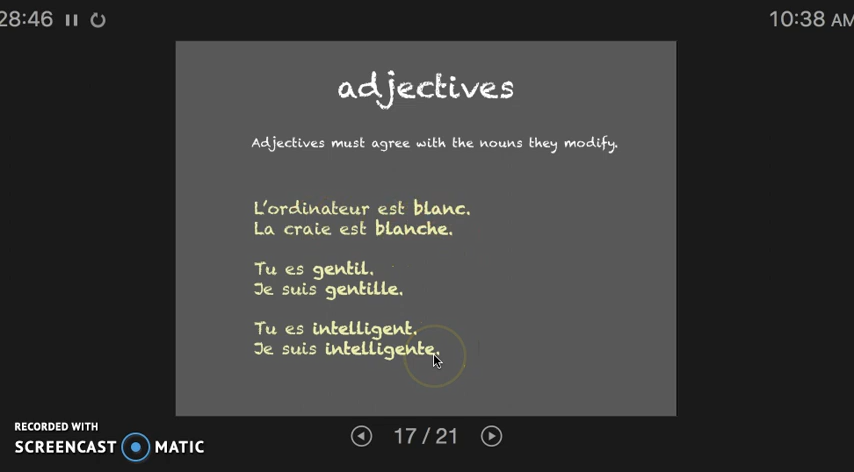 28:46
10:38 AM
adjectives
Adjectives must agree with the nouns they modify.
L'ordinateur est blanc.
La craie est blanche.
Tu es gentil.
Je suis gentille.
Tu es intelligent.
Je suis intelligente.
RECORDED WITH
SCREENCAST MATIC
17 / 21